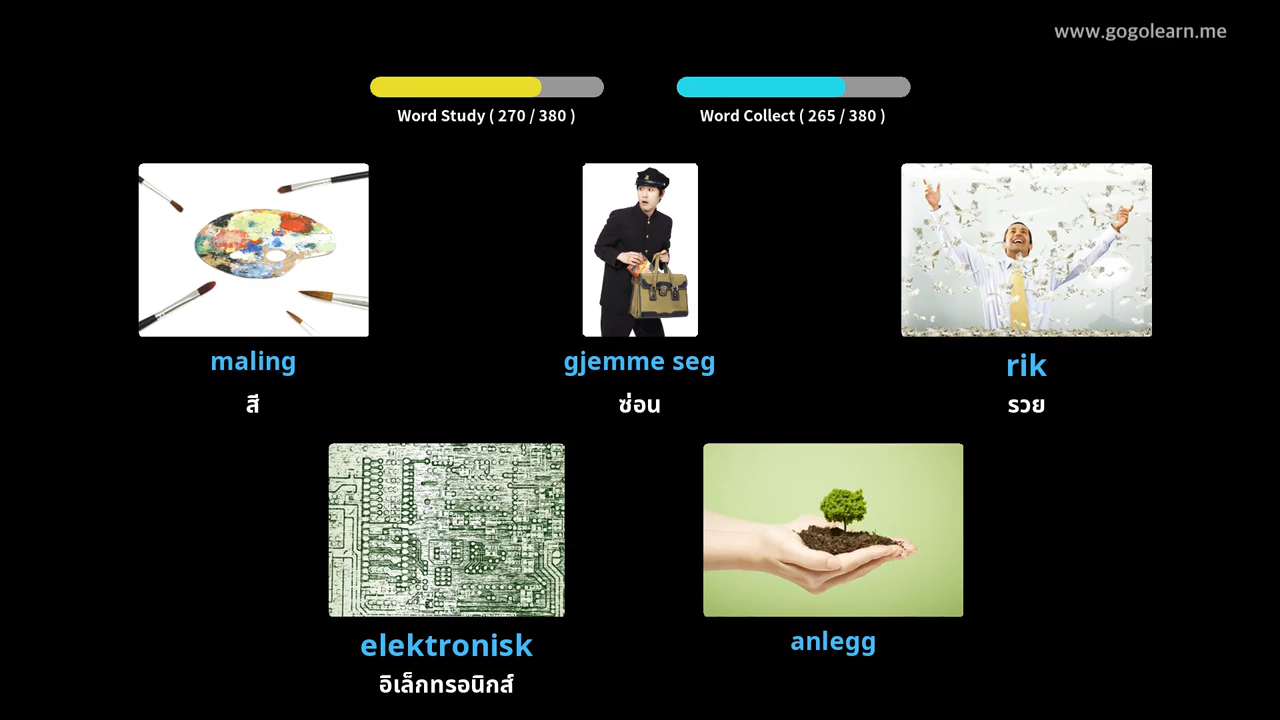 www.gogolearn.me
Word Study ( 270 / 380 )
Word Collect ( 265 / 380 )
maling
gjemme seg
rik
สี
ซ่อน
รวย
elektronisk
anlegg
อิเล็กทรอนิกส์